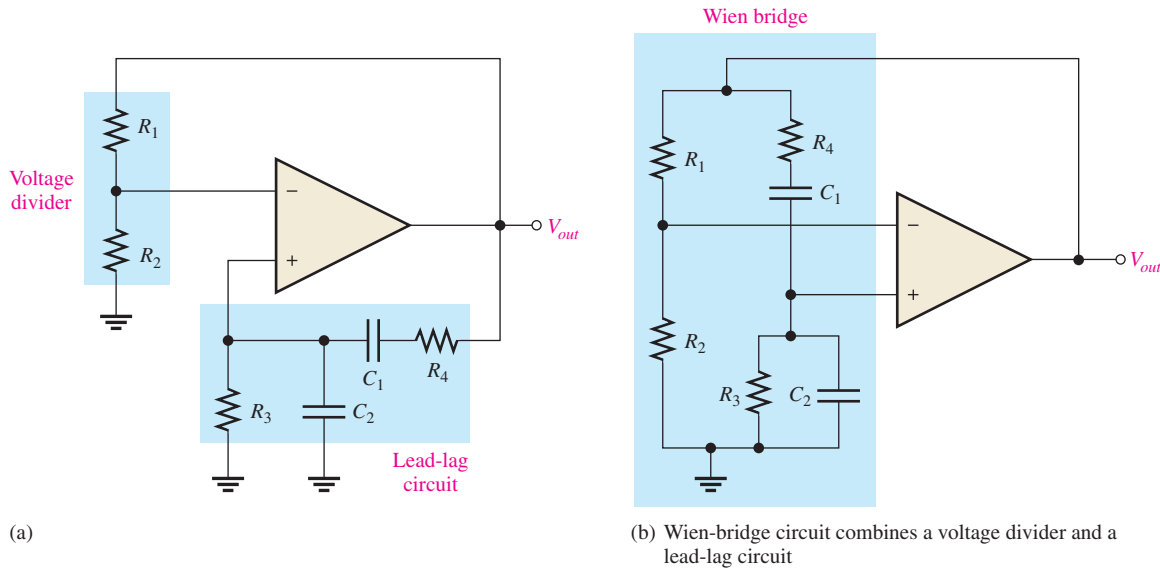 Voltage
divider
R1
R2
−
+
Vout
R3
C2
C1
R4
Lead-lag
circuit
(a)
Wien bridge
R1
R4
C1
−
+
Vout
R2
R3
C2
(b) Wien-bridge circuit combines a voltage divider and a
lead-lag circuit